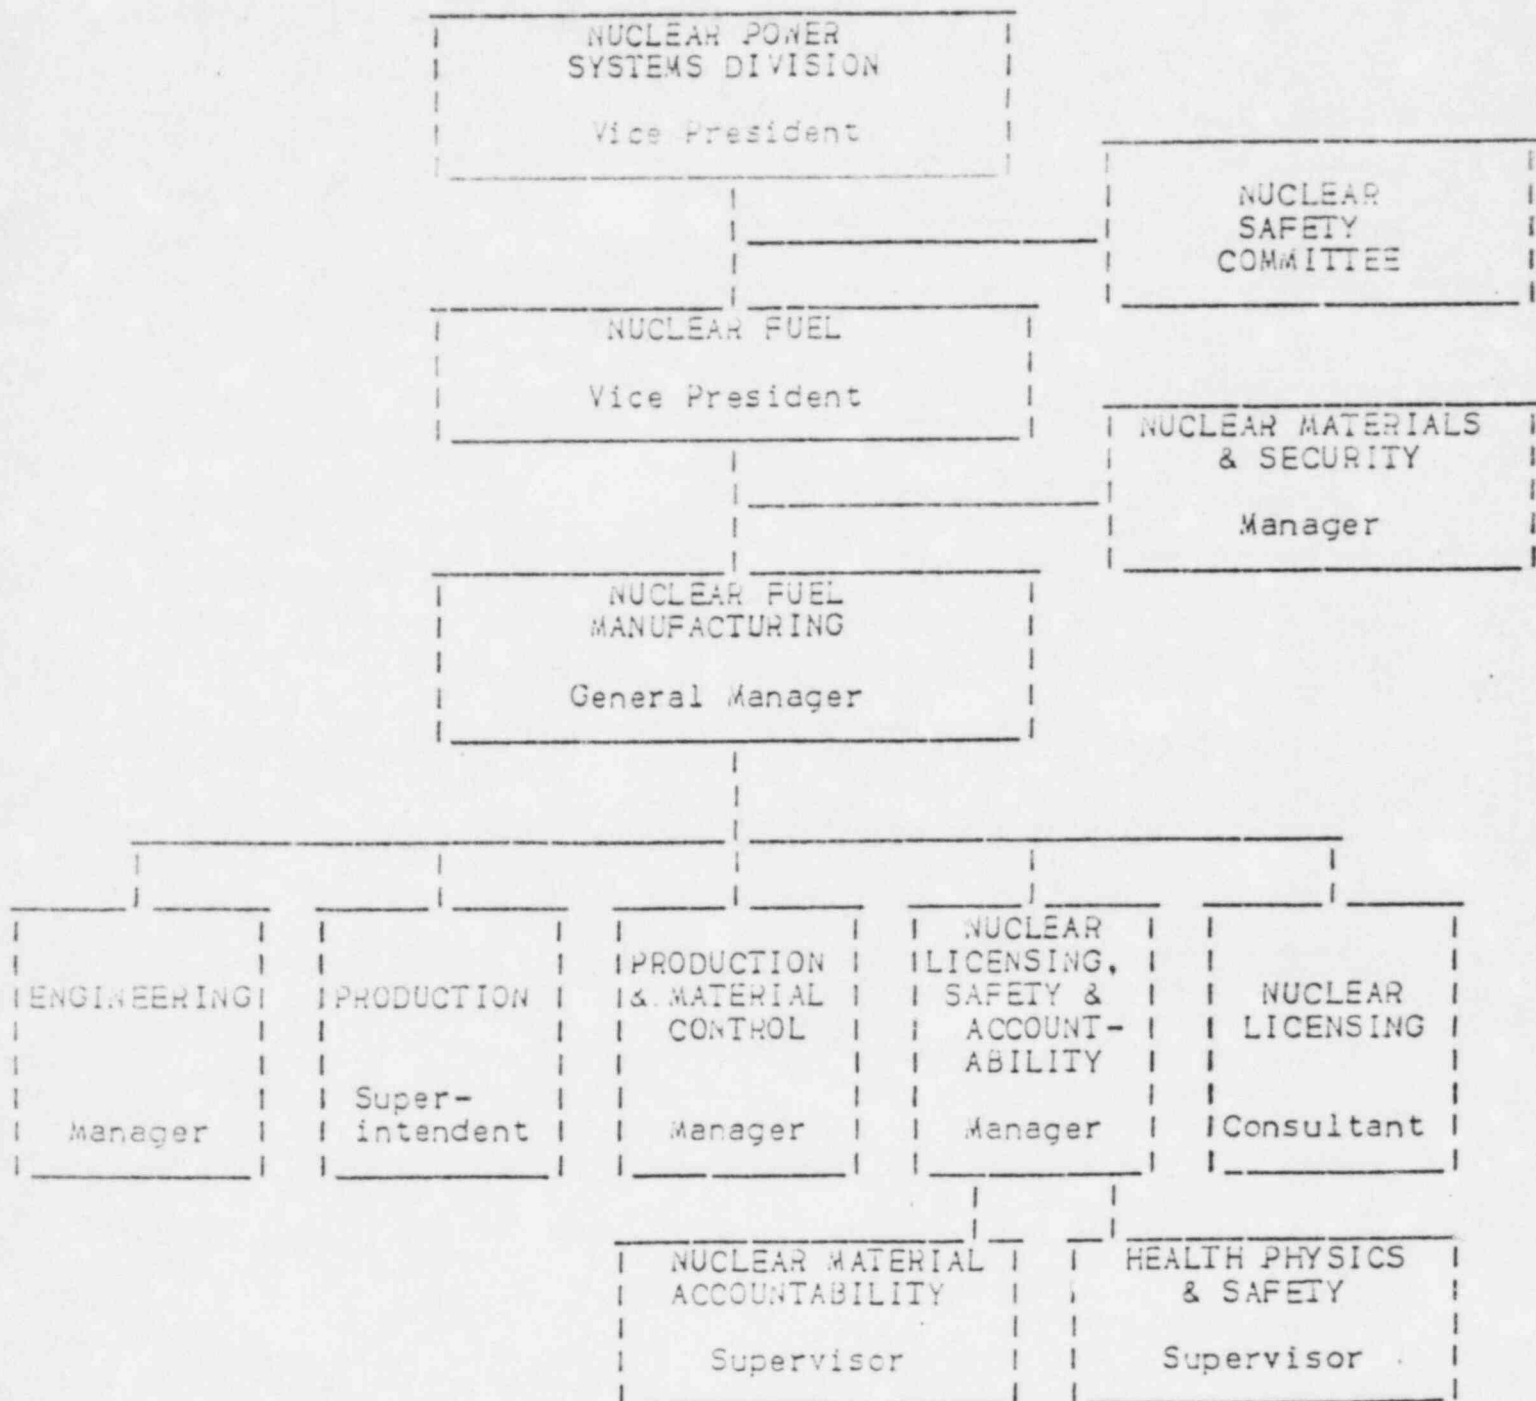 NUCLEAR POWER
SYSTEMS DIVISION
Vice President
NUCLEAR
SAFETY
COMMITTEE
NUCLEAR FUEL
Vice President
NUCLEAR MATERIALS
& SECURITY
Manager
NUCLEAR FUEL
MANUFACTURING
General Manager
ENGINEERING
Manager
PRODUCTION
Super-
intendent
PRODUCTION
& MATERIAL
CONTROL
Manager
NUCLEAR
LICENSING,
SAFETY &
ACCOUNT-
ABILITY
Manager
NUCLEAR
LICENSING
Consultant
NUCLEAR MATERIAL
ACCOUNTABILITY
Supervisor
HEALTH PHYSICS
& SAFETY
Supervisor